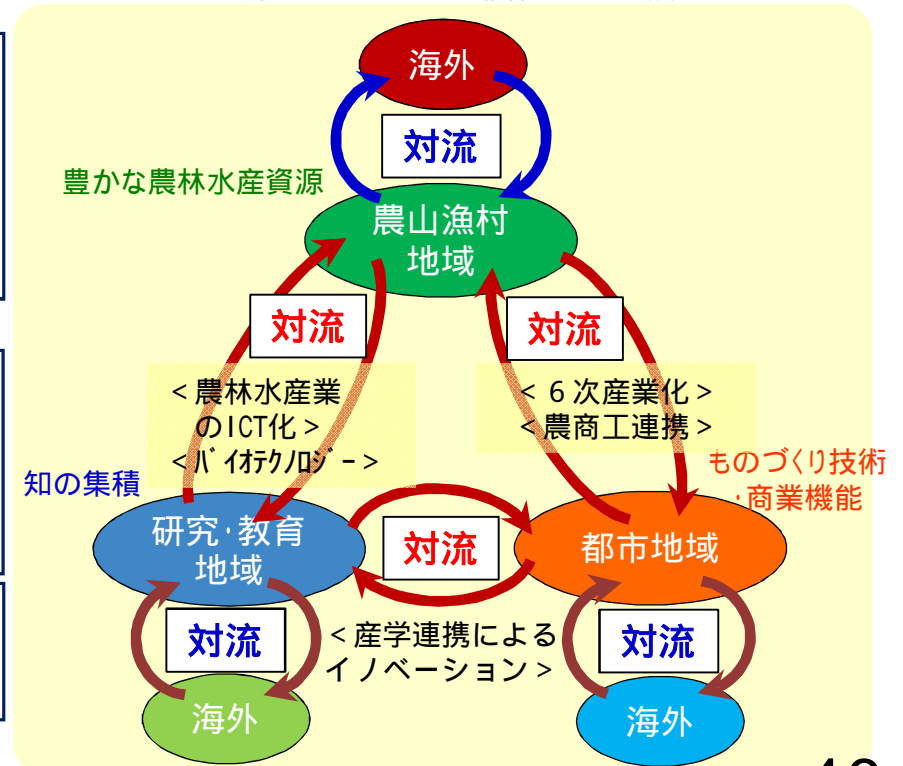 海外
対流
豊かな農林水産資源
農山漁村
地域
対流
対流
<農林水産業
のICT化>
<バイオテクノロジー>
<6次産業化>
<農商工連携>
知の集積
ものづくり技術
・商業機能
研究・教育
地域
対流
都市地域
対流
<産学連携による
イノベーション>
対流
海外
海外